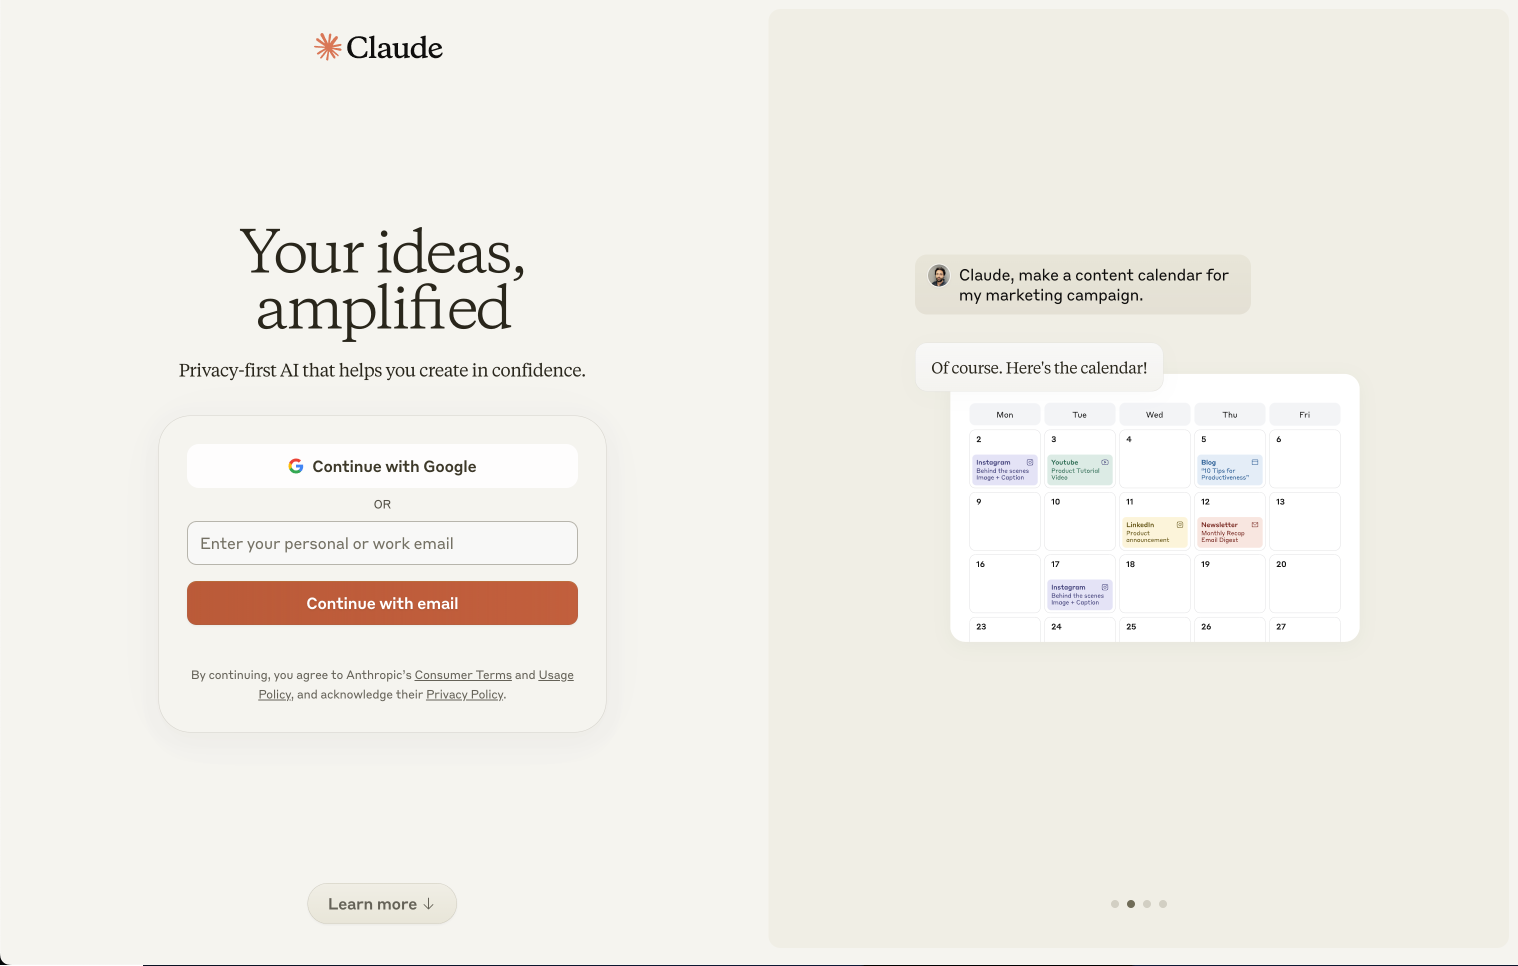 Claude
Your ideas,
amplified
Privacy-first AI that helps you create in confidence.
Continue with Google
OR
Enter your personal or work email
Continue with email
By continuing, you agree to Anthropic's Consumer Terms and Usage
Policy, and acknowledge their Privacy Policy.
Learn more ↓
Claude, make a content calendar for
my marketing campaign.
Of course. Here's the calendar!
Mon Tue Wed Thu Fri
2 3 4 5 6
Instagram Youtube Blog
Behind the scenes Product Tutorial "10 Tips for
Image + Caption Video Productiveness"
9 10 11 12 13
LinkedIn Newsletter
Product Monthly Recap
announcement Email Digest
16 17 18 19 20
Instagram
Behind the scenes
Image + Caption
23 24 25 26 27